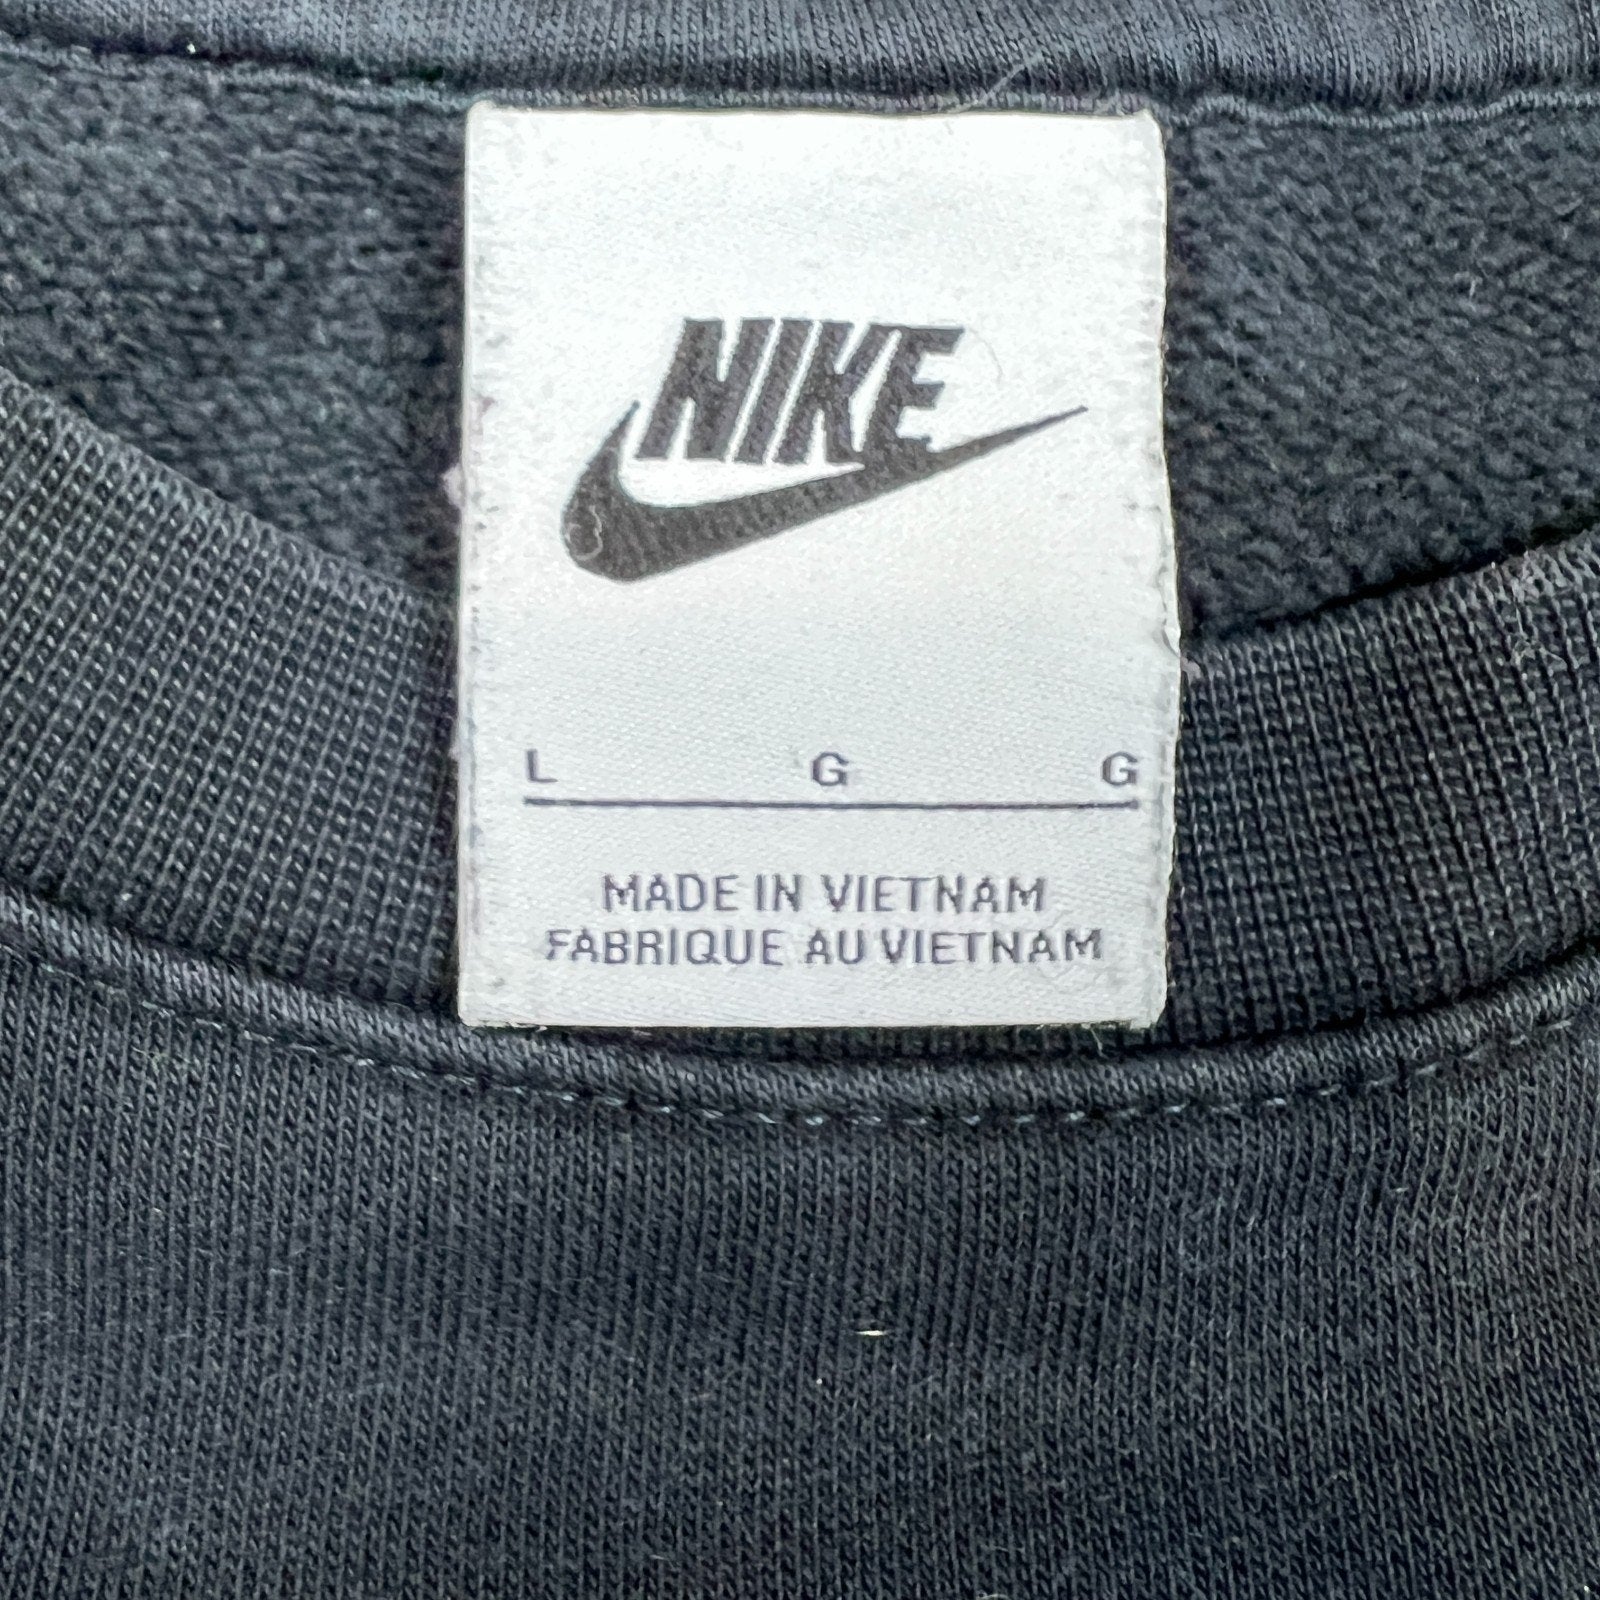 NIKE
L G G
MADE IN VIETNAM
FABRIQUE AU VIETNAM